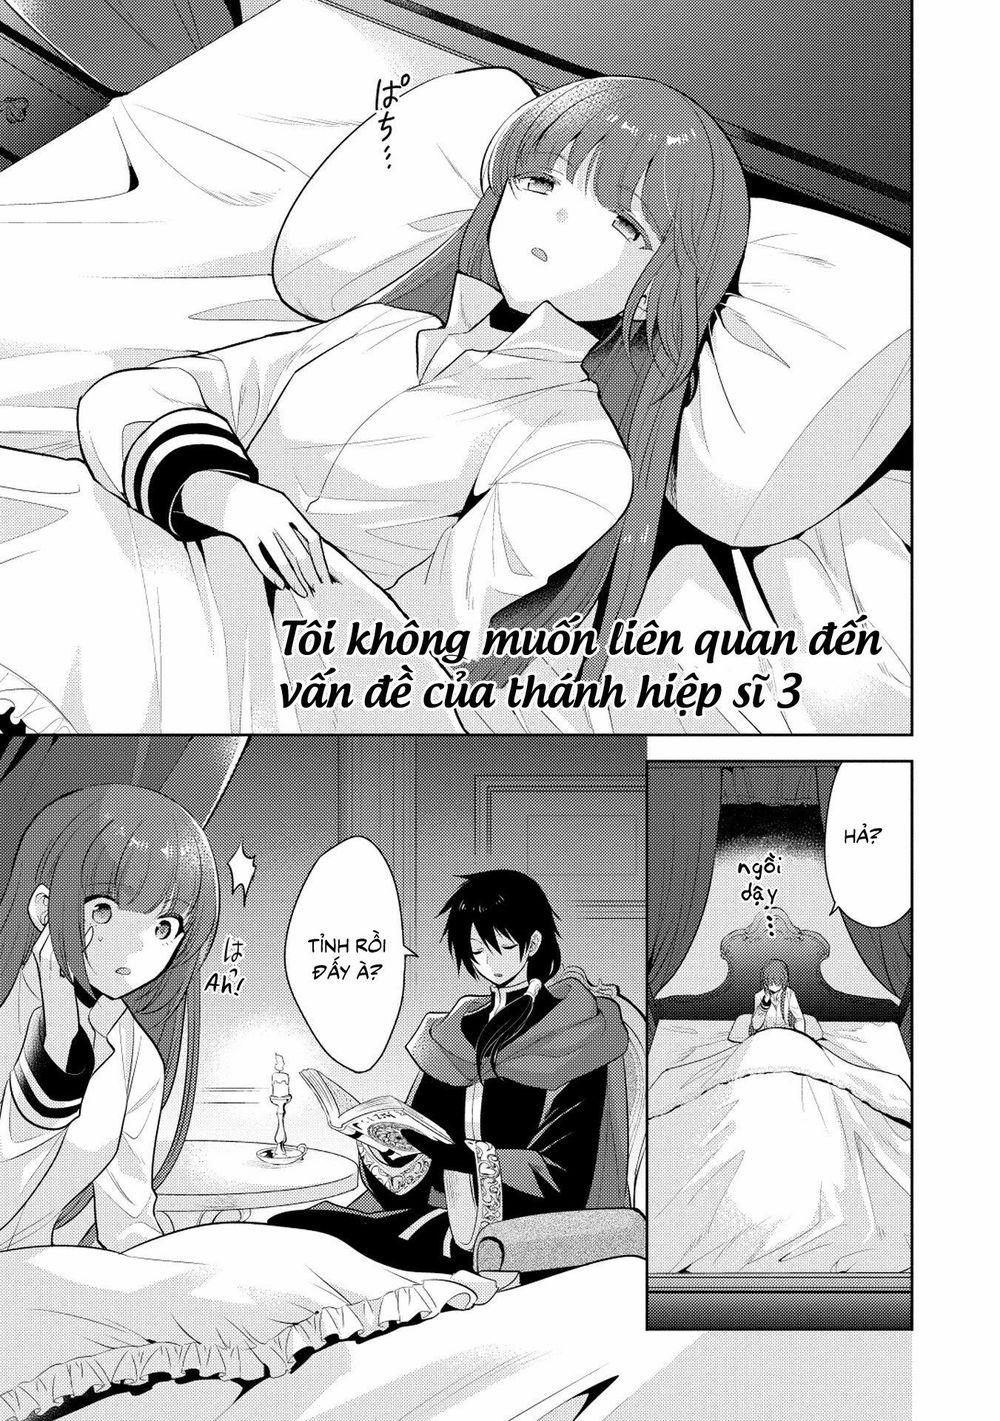 ぱち…
Tôi không muốn liên quan đến
vấn đề của thánh hiệp sĩ 3
HẢ?
ngồi
dậy
...
TỈNH RỒI
ĐẤY À?
は
Ah!